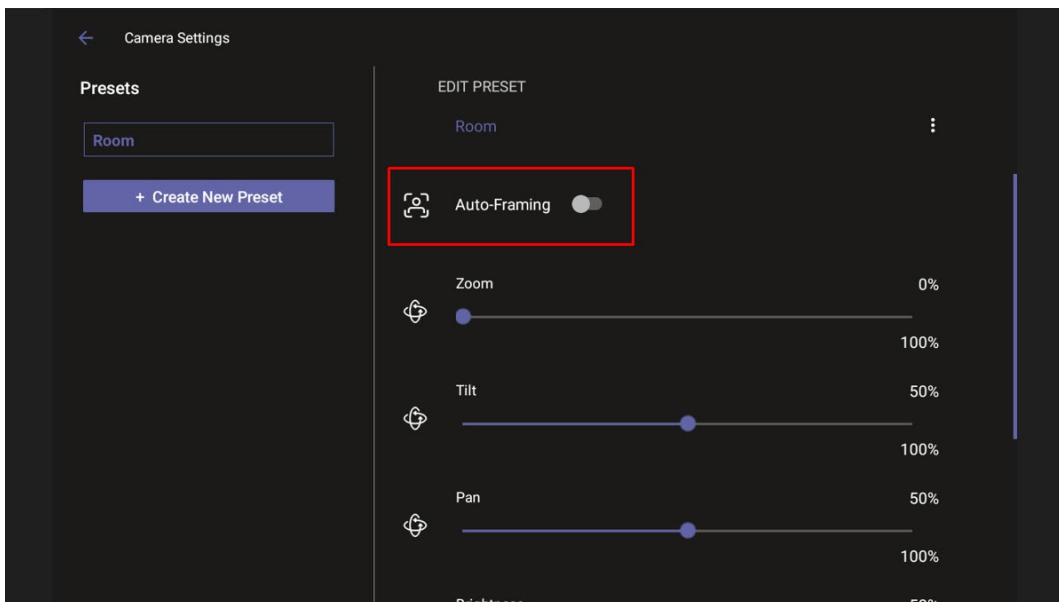 Camera Settings
Presets
Room
+ Create New Preset
EDIT PRESET
Room
Auto-Framing
Zoom
0%
100%
Tilt
50%
100%
Pan
50%
100%